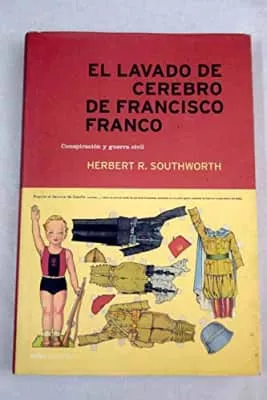 EL LAVADO DE
CEREBRO
DE FRANCISCO
FRANCO
Conspiración y guerra civil
HERBERT R. SOUTHWORTH